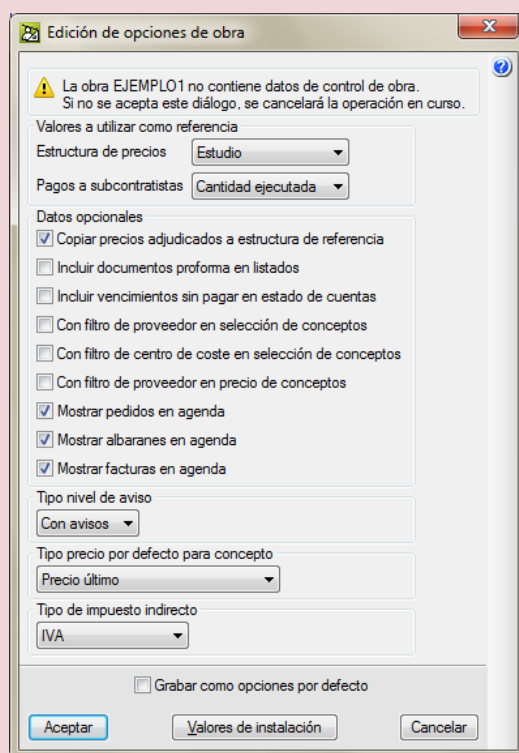 Edición de opciones de obra
La obra EJEMPLO1 no contiene datos de control de obra.
Si no se acepta este diálogo, se cancelará la operación en curso.
Valores a utilizar como referencia
Estructura de precios Estudio
Pagos a subcontratistas Cantidad ejecutada
Datos opcionales
Copiar precios adjudicados a estructura de referencia
Incluir documentos proforma en listados
Incluir vencimientos sin pagar en estado de cuentas
Con filtro de proveedor en selección de conceptos
Con filtro de centro de coste en selección de conceptos
Con filtro de proveedor en precio de conceptos
Mostrar pedidos en agenda
Mostrar albaranes en agenda
Mostrar facturas en agenda
Tipo nivel de aviso
Con avisos
Tipo precio por defecto para concepto
Precio último
Tipo de impuesto indirecto
IVA
Grabar como opciones por defecto
Aceptar Valores de instalación Cancelar